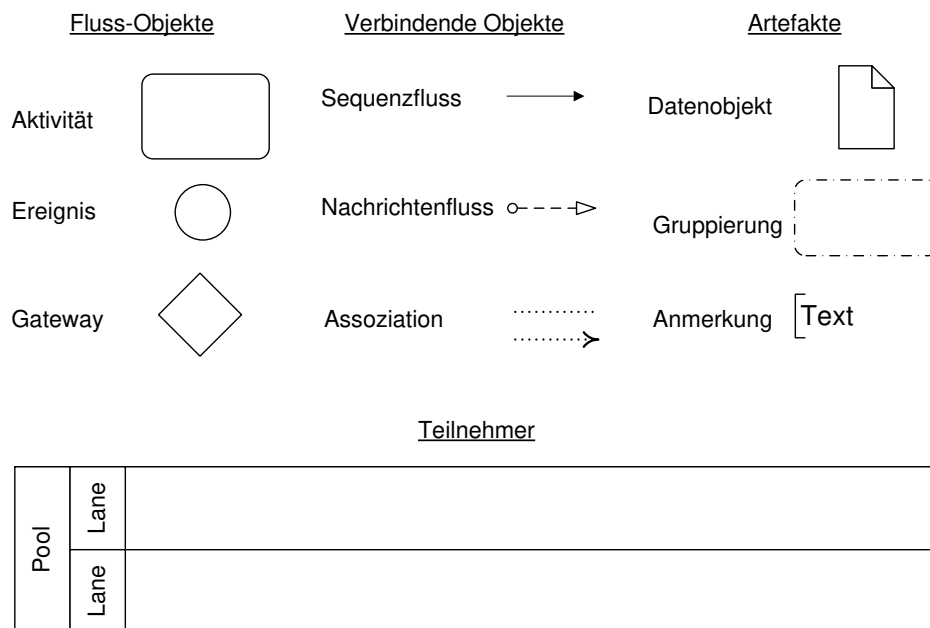 Fluss-Objekte
Verbindende Objekte
Artefakte
Aktivität
Sequenzfluss
Datenobjekt
Ereignis
Nachrichtenfluss
Gruppierung
Gateway
Assoziation
Anmerkung
Text
Teilnehmer
Pool
Lane
Lane